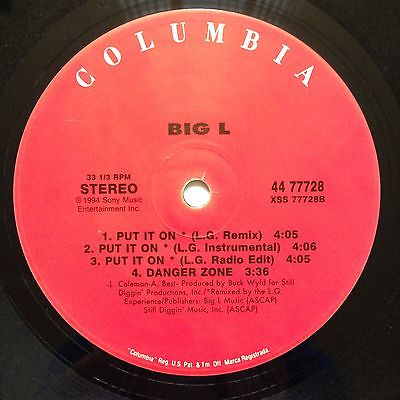 COLUMBIA
BIG L
33 1/3 RPM
STEREO
℗ 1994 Sony Music
Entertainment Inc.
44 77728
XSS 77728B
1. PUT IT ON * (L.G. Remix) 4:05
2. PUT IT ON * (L.G. Instrumental) 4:06
3. PUT IT ON * (L.G. Radio Edit) 4:05
4. DANGER ZONE 3:36
-L. Coleman-A. Best- Produced by Buck Wyld for Still
Diggin' Productions, Inc./*Remixed by the L.G.
Experience/Publishers: Big L Music (ASCAP)
Still Diggin' Music, Inc. (ASCAP)
"Columbia" Reg. U.S. Pat. & Tm. Off. Marca Registrada.